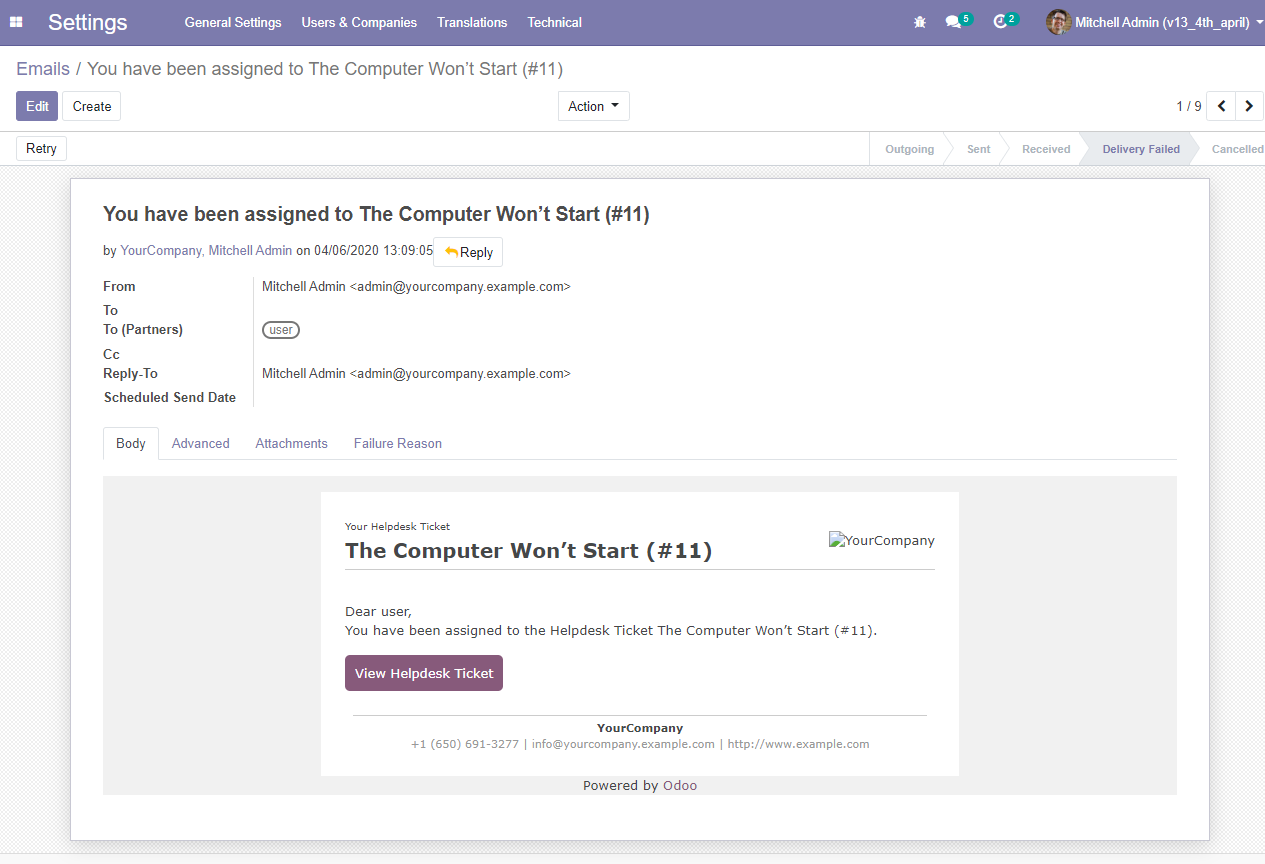 Settings General Settings Users & Companies Translations Technical 5 2 Mitchell Admin (v13_4th_april)
Emails / You have been assigned to The Computer Won’t Start (#11)
Edit Create Action 1 / 9
Retry Outgoing Sent Received Delivery Failed Cancelled
You have been assigned to The Computer Won’t Start (#11)
by YourCompany, Mitchell Admin on 04/06/2020 13:09:05 Reply
From Mitchell Admin <admin@yourcompany.example.com>
To
To (Partners) user
Cc
Reply-To Mitchell Admin <admin@yourcompany.example.com>
Scheduled Send Date
Body Advanced Attachments Failure Reason
Your Helpdesk Ticket
The Computer Won’t Start (#11) YourCompany
Dear user,
You have been assigned to the Helpdesk Ticket The Computer Won’t Start (#11).
View Helpdesk Ticket
YourCompany
+1 (650) 691-3277 | info@yourcompany.example.com | http://www.example.com
Powered by Odoo